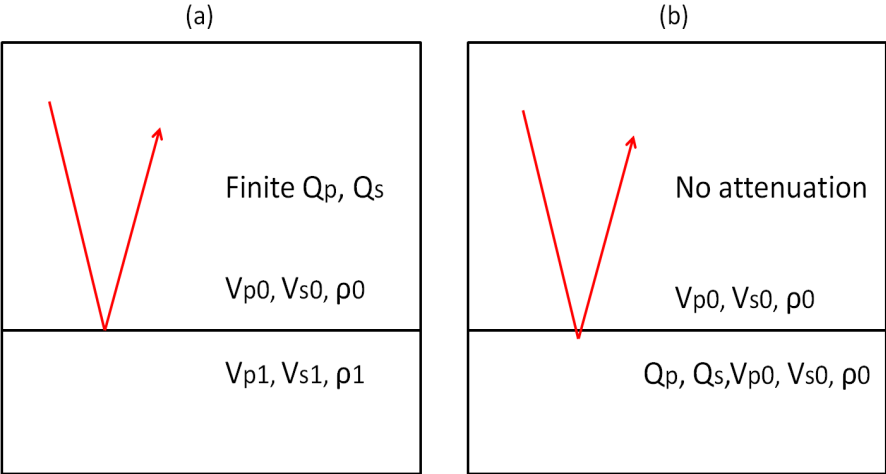 (a)
Finite Qp, Qs
Vp0, Vs0, ρ0
Vp1, Vs1, ρ1
(b)
No attenuation
Vp0, Vs0, ρ0
Qp, Qs,Vp0, Vs0, ρ0